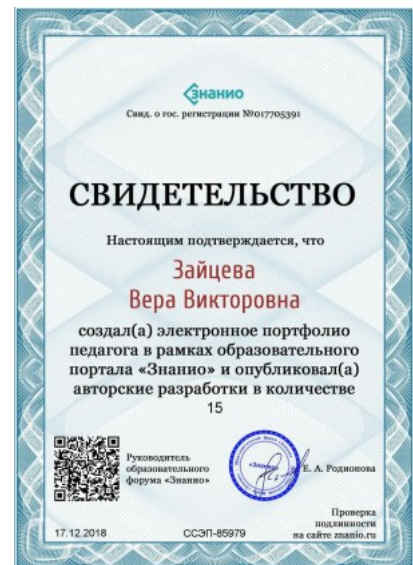 Знанио
Свид. о гос. регистрации №017705391
СВИДЕТЕЛЬСТВО
Настоящим подтверждается, что
Зайцева
Вера Викторовна
создал(а) электронное портфолио
педагога в рамках образовательного
портала «Знанио» и опубликовал(а)
авторские разработки в количестве
15
Руководитель
образовательного
форума «Знанио»
«Знанио»
Е. А. Родионова
17.12.2018
ССЭП-85979
Проверка
подлинности
на сайте znanio.ru